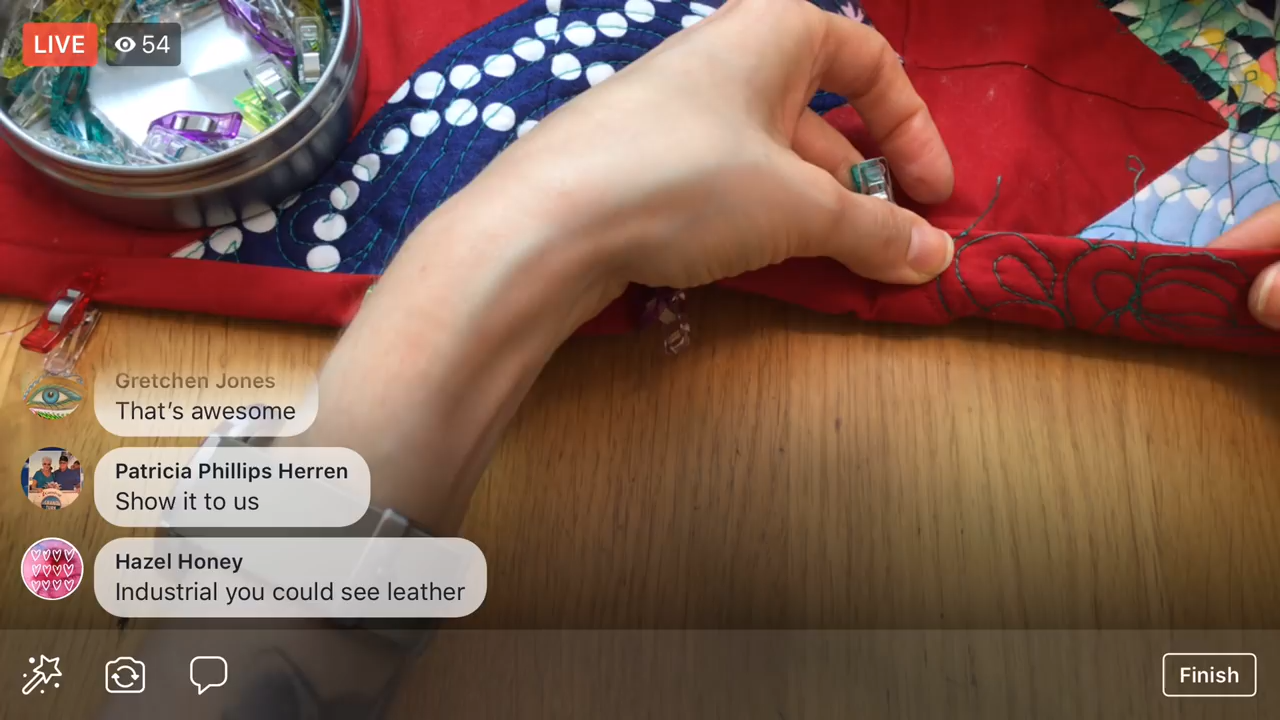 LIVE 54
Gretchen Jones
That's awesome
Patricia Phillips Herren
Show it to us
Hazel Honey
Industrial you could see leather
Finish